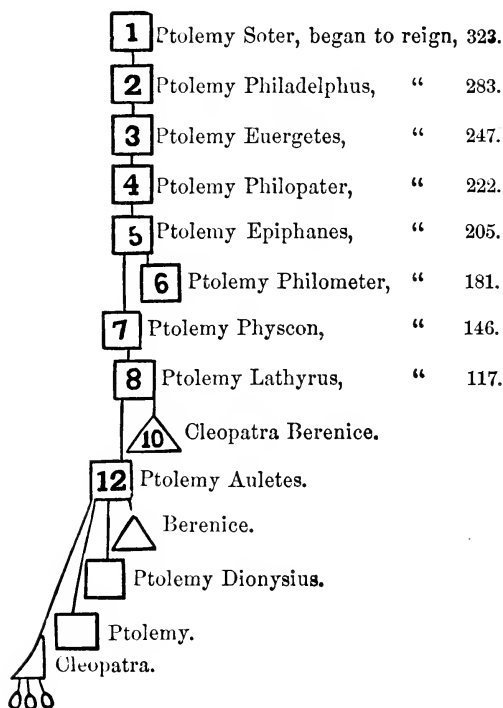 1 Ptolemy Soter, began to reign, 323.
2 Ptolemy Philadelphus, “ 283.
3 Ptolemy Euergetes, “ 247.
4 Ptolemy Philopater, “ 222.
5 Ptolemy Epiphanes, “ 205.
6 Ptolemy Philometer, “ 181.
7 Ptolemy Physcon, “ 146.
8 Ptolemy Lathyrus, “ 117.
10 Cleopatra Berenice.
12 Ptolemy Auletes.
Berenice.
Ptolemy Dionysius.
Ptolemy.
Cleopatra.